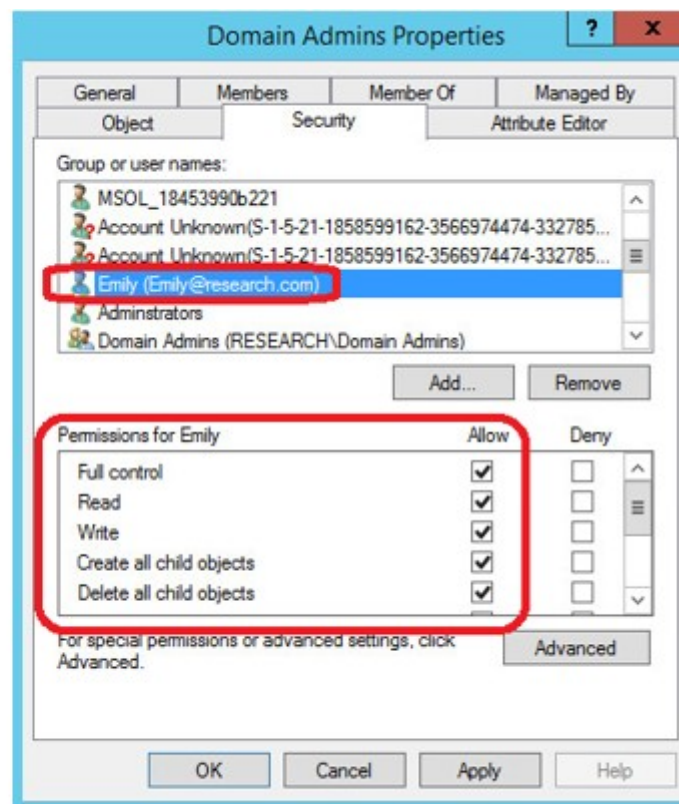 Domain Admins Properties
? x
General Members Member Of Managed By
Object Security Attribute Editor
Group or user names:
MSOL_18453990b221
Account Unknown(S-1-5-21-1858599162-3566974474-332785...
Account Unknown(S-1-5-21-1858599162-3566974474-332785...
Emily (Emily@research.com)
Adminstrators
Domain Admins (RESEARCH\Domain Admins)
Add... Remove
Permissions for Emily Allow Deny
Full control
Read
Write
Create all child objects
Delete all child objects
For special permissions or advanced settings, click
Advanced.
Advanced
OK Cancel Apply Help